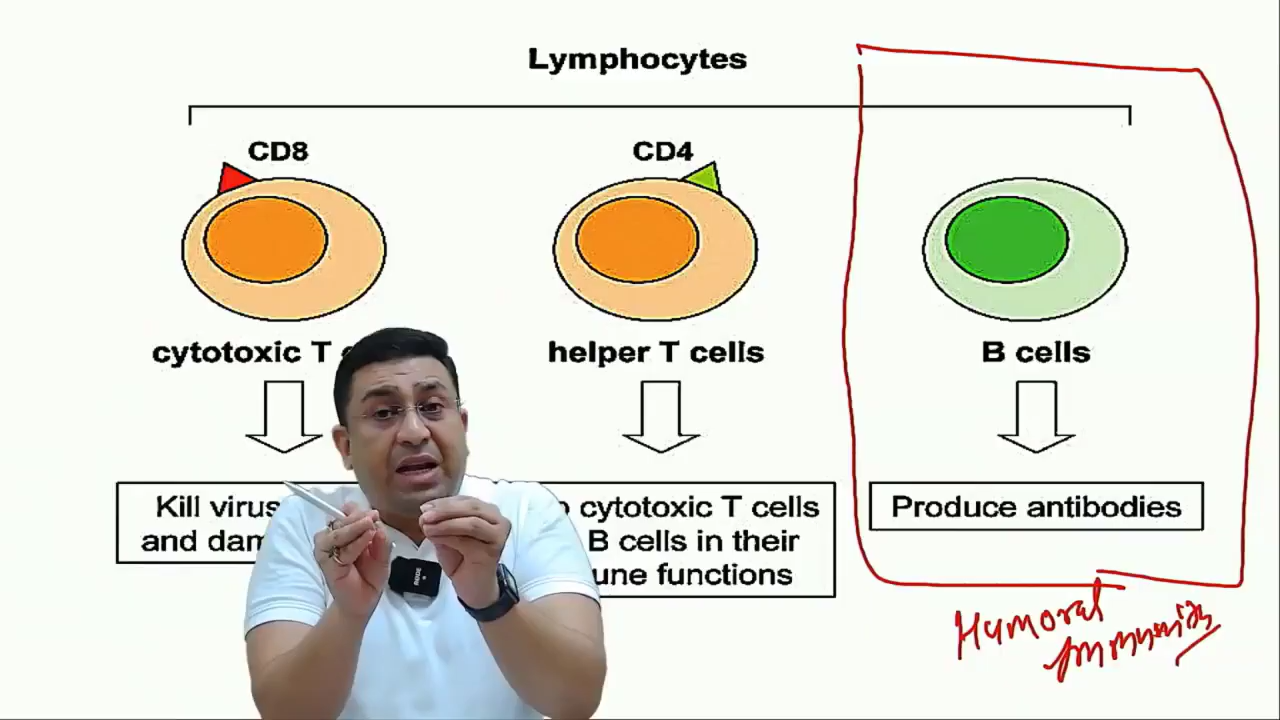 Lymphocytes
CD8
CD4
cytotoxic T
helper T cells
B cells
Kill virus
and dam
cytotoxic T cells
B cells in their
une functions
Produce antibodies
Humoral
RODE